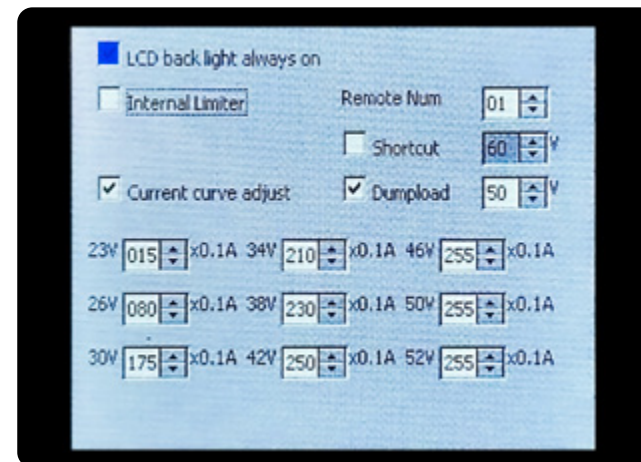 LCD back light always on
Internal Limiter Remote Num 01
Shortcut 60 V
Current curve adjust Dumpload 50 V
23V 015 x0.1A 34V 210 x0.1A 46V 255 x0.1A
26V 080 x0.1A 38V 230 x0.1A 50V 255 x0.1A
30V 175 x0.1A 42V 250 x0.1A 52V 255 x0.1A